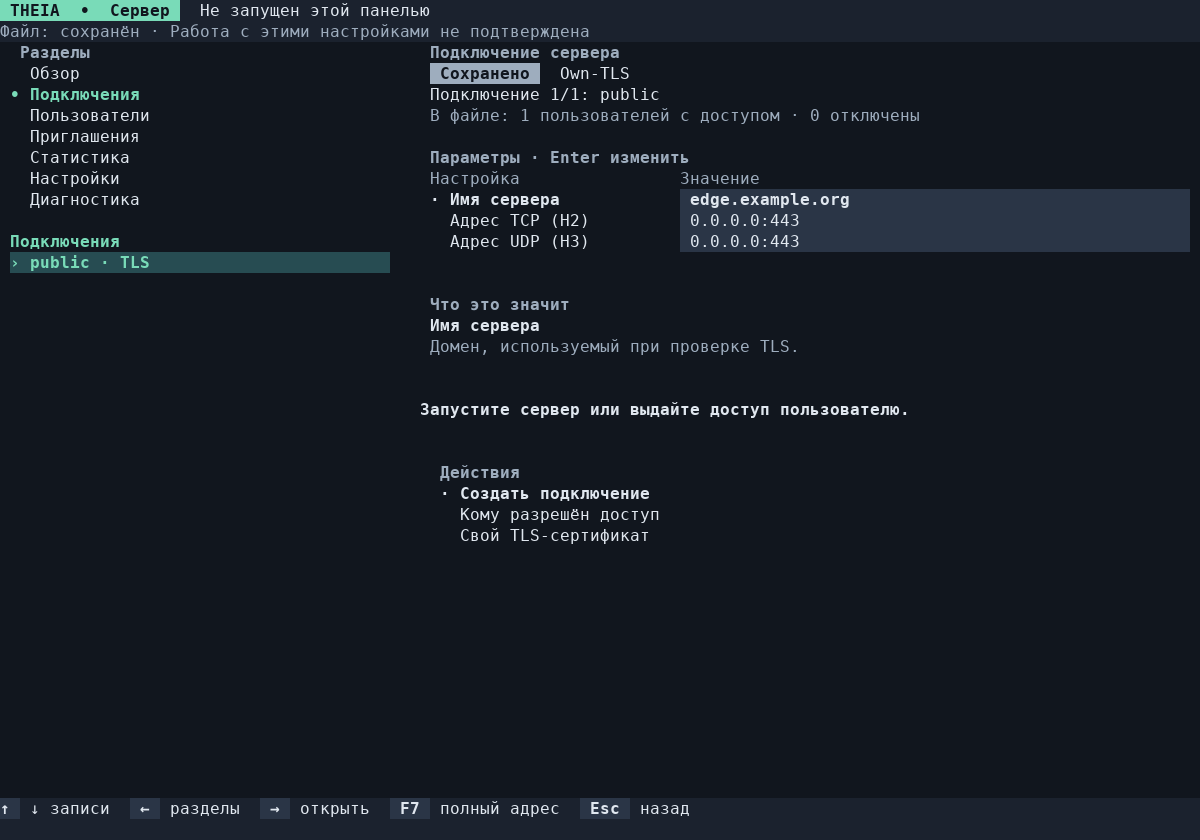 THEIA • Сервер Не запущен этой панелью
Файл: сохранён · Работа с этими настройками не подтверждена
Разделы
Обзор
• Подключения
Пользователи
Приглашения
Статистика
Настройки
Диагностика
Подключения
› public · TLS
Подключение сервера
Сохранено Own-TLS
Подключение 1/1: public
В файле: 1 пользователей с доступом · 0 отключены
Параметры · Enter изменить
Настройка Значение
· Имя сервера edge.example.org
Адрес TCP (H2) 0.0.0.0:443
Адрес UDP (H3) 0.0.0.0:443
Что это значит
Имя сервера
Домен, используемый при проверке TLS.
Запустите сервер или выдайте доступ пользователю.
Действия
· Создать подключение
Кому разрешён доступ
Свой TLS-сертификат
↑ ↓ записи ← разделы → открыть F7 полный адрес Esc назад